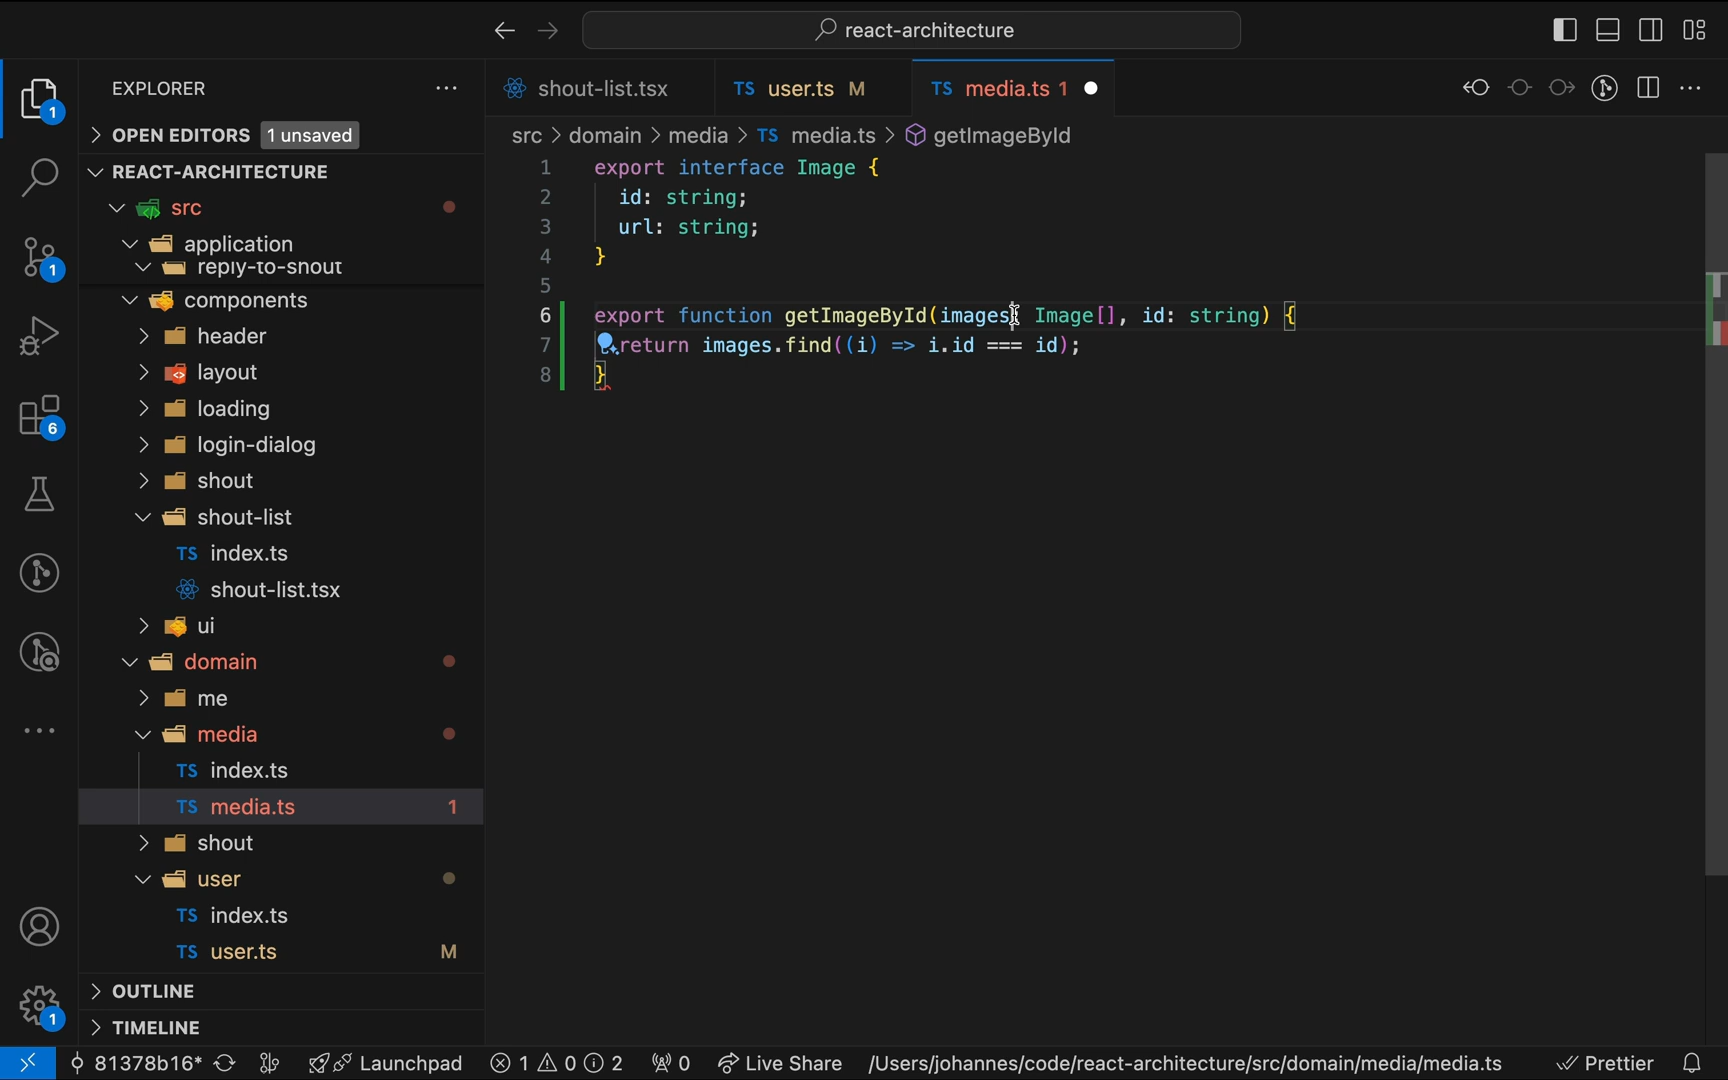 react-architecture
EXPLORER
shout-list.tsx
TS user.ts M
TS media.ts 1
1
OPEN EDITORS 1 unsaved
src > domain > media > TS media.ts > getImageById
REACT-ARCHITECTURE
src
application
reply-to-shout
components
header
layout
loading
login-dialog
shout
shout-list
TS index.ts
shout-list.tsx
ui
domain
me
media
TS index.ts
TS media.ts 1
shout
user
TS index.ts
TS user.ts M
OUTLINE
TIMELINE
1
6
1
1 export interface Image {
2 id: string;
3 url: string;
4 }
5
6 export function getImageById(images: Image[], id: string) {
7 return images.find((i) => i.id === id);
8 }
81378b16* Launchpad 1 0 2 0 Live Share /Users/johannes/code/react-architecture/src/domain/media/media.ts Prettier